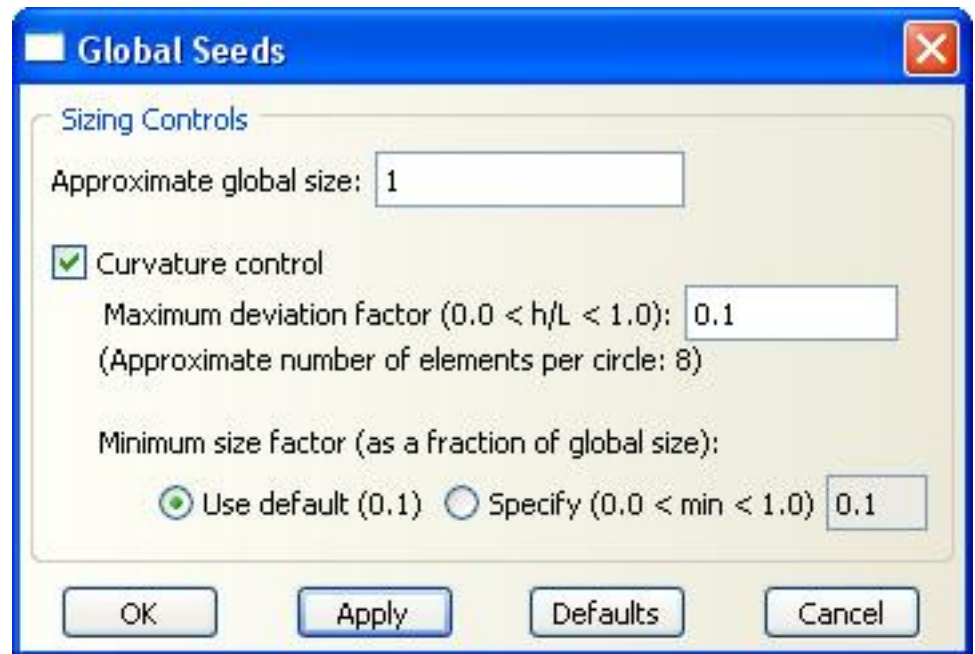 Global Seeds
Sizing Controls
Approximate global size: 1
Curvature control
Maximum deviation factor (0.0 < h/L < 1.0): 0.1
(Approximate number of elements per circle: 8)
Minimum size factor (as a fraction of global size):
Use default (0.1) Specify (0.0 < min < 1.0) 0.1
OK Apply Defaults Cancel